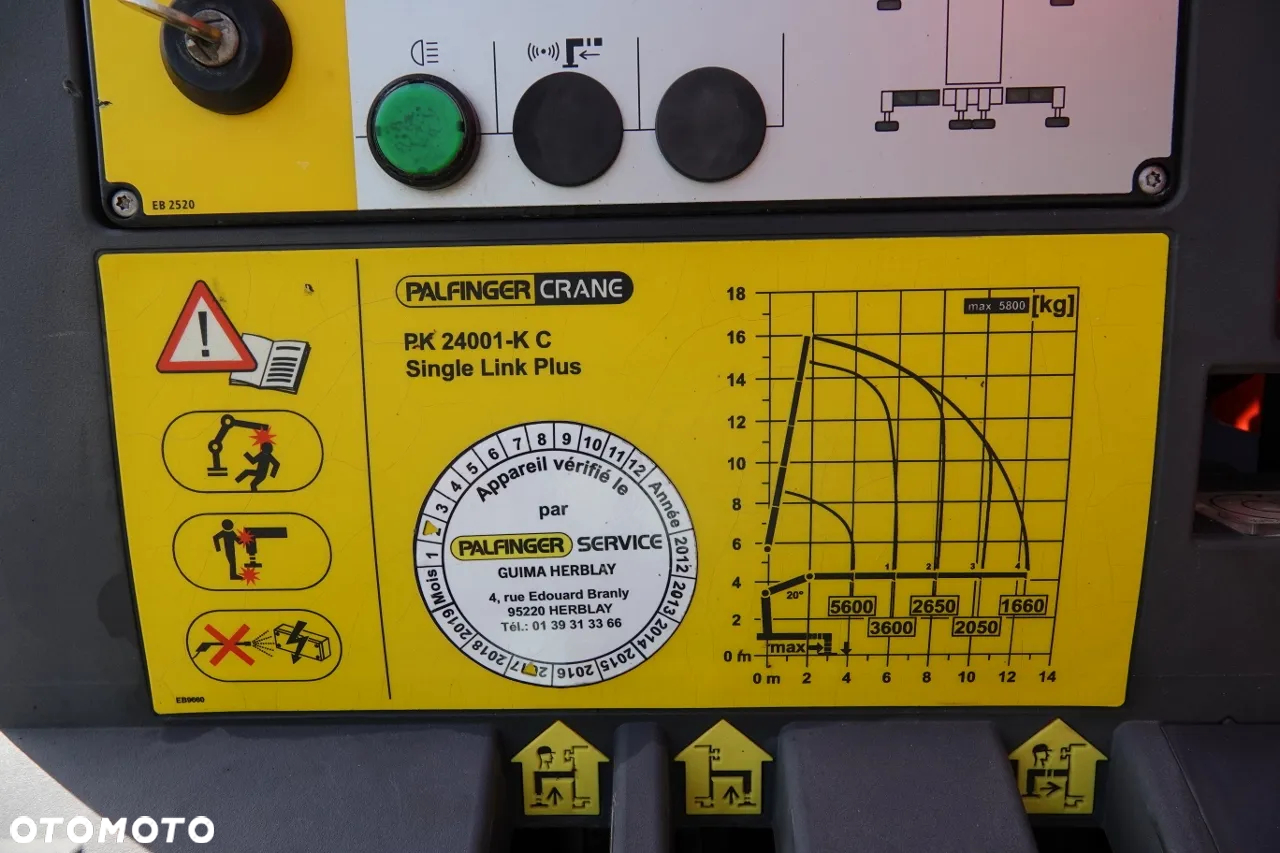 EB 2520
PALFINGER CRANE
PK 24001-K C
Single Link Plus
Appareil vérifié le
par
PALFINGER SERVICE
GUIMA HERBLAY
4, rue Edouard Branly
95220 HERBLAY
Tél.: 01 39 31 33 66
Mois 1 2 3 4 5 6 7 8 9 10 11 12
Année 2012 2013 2014 2015 2016 2017 2018 2019
EB9660
max 5800 [kg]
18
16
14
12
10
8
6
4
2
0 m
20°
1 2 3 4
5600 2650 1660
3600 2050
max
0 m 2 4 6 8 10 12 14
OTOMOTO